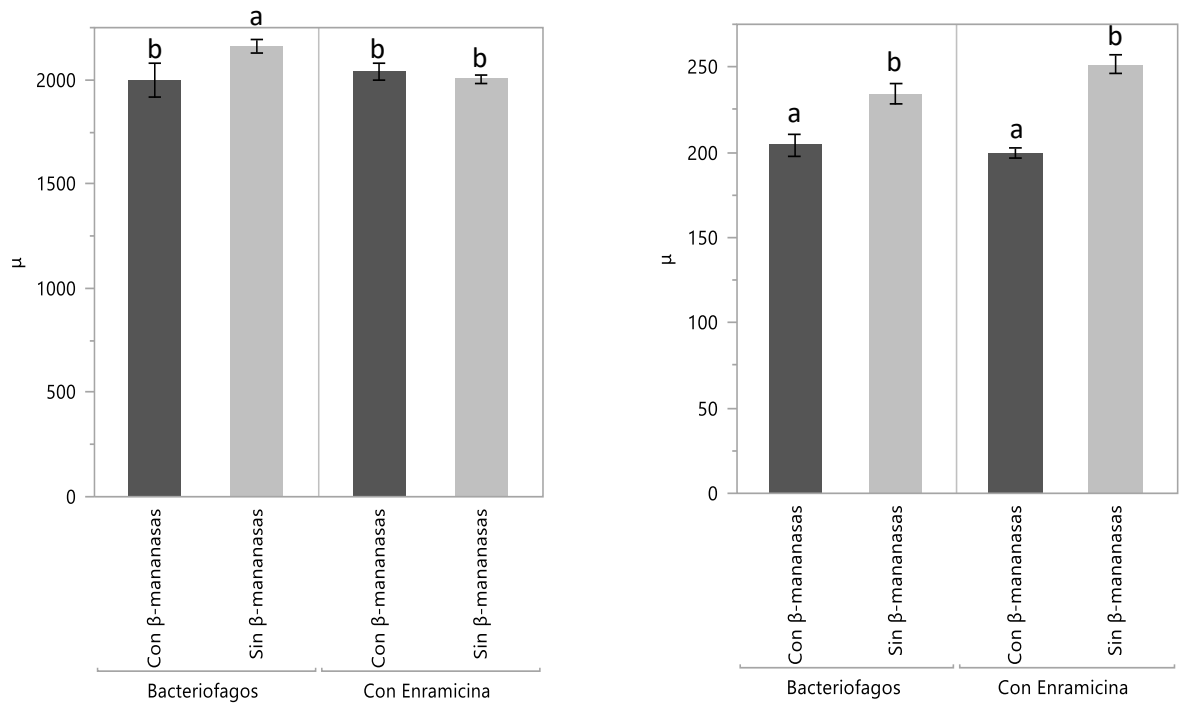 a
b
b
b
2000
1500
1000
500
0
μ
Con β-mananasas
Sin β-mananasas
Con β-mananasas
Sin β-mananasas
Bacteriofagos
Con Enramicina
b
b
a
a
250
200
150
100
50
0
μ
Con β-mananasas
Sin β-mananasas
Con β-mananasas
Sin β-mananasas
Bacteriofagos
Con Enramicina